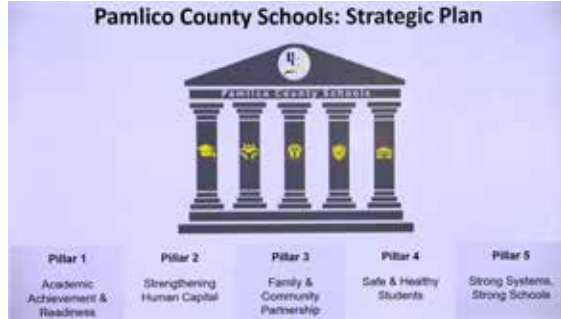 Pamlico County Schools: Strategic Plan
Pamlico County Schools
Pillar 1
Academic
Achievement &
Readiness
Pillar 2
Strengthening
Human Capital
Pillar 3
Family &
Community
Partnership
Pillar 4
Safe & Healthy
Students
Pillar 5
Strong Systems,
Strong Schools